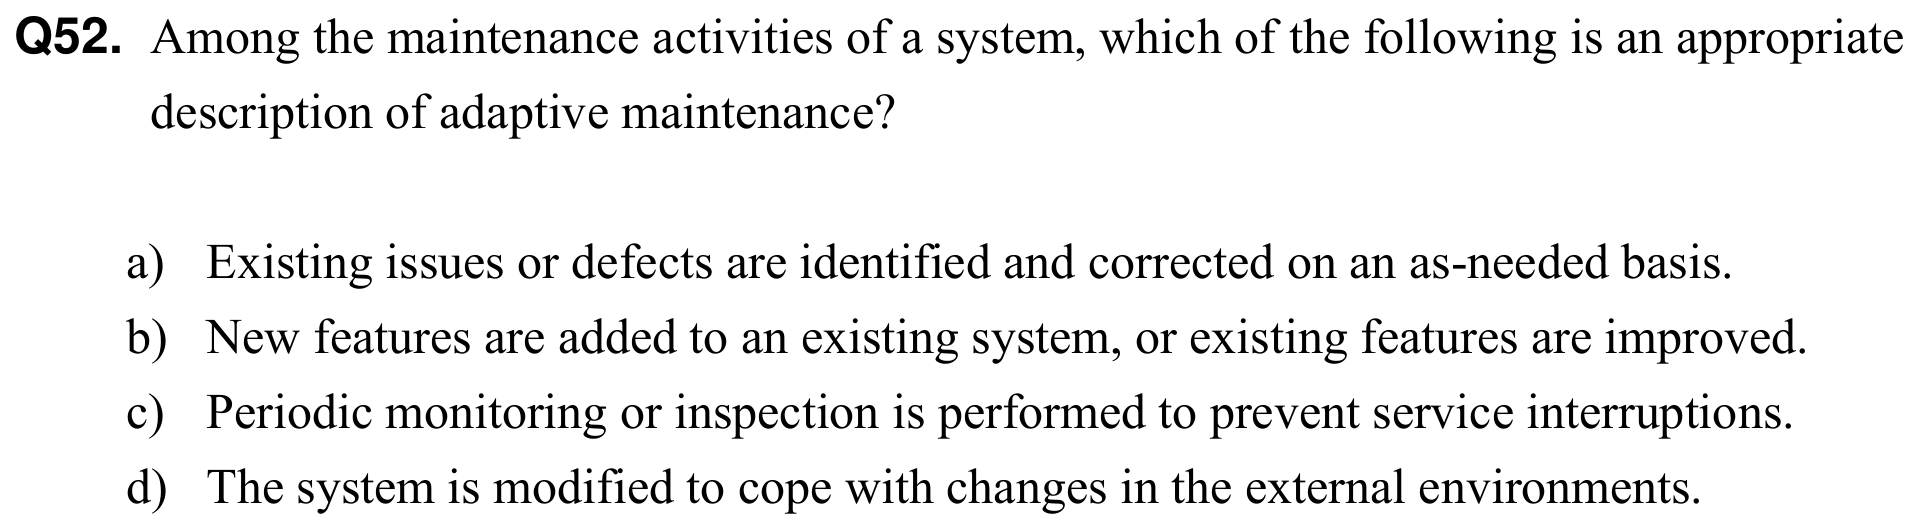 Q52. Among the maintenance activities of a system, which of the following is an appropriate
description of adaptive maintenance?
a) Existing issues or defects are identified and corrected on an as-needed basis.
b) New features are added to an existing system, or existing features are improved.
c) Periodic monitoring or inspection is performed to prevent service interruptions.
d) The system is modified to cope with changes in the external environments.